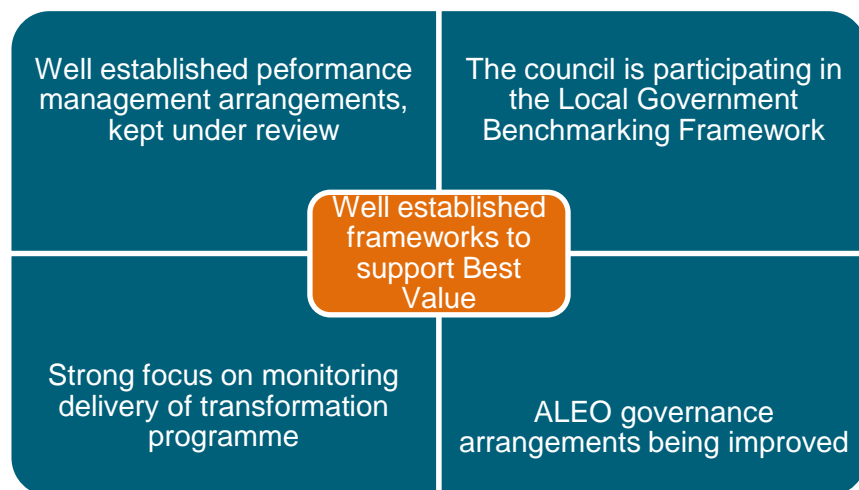 Well established peformance
management arrangements,
kept under review
The council is participating in
the Local Government
Benchmarking Framework
Well established
frameworks to
support Best
Value
Strong focus on monitoring
delivery of transformation
programme
ALEO governance
arrangements being improved